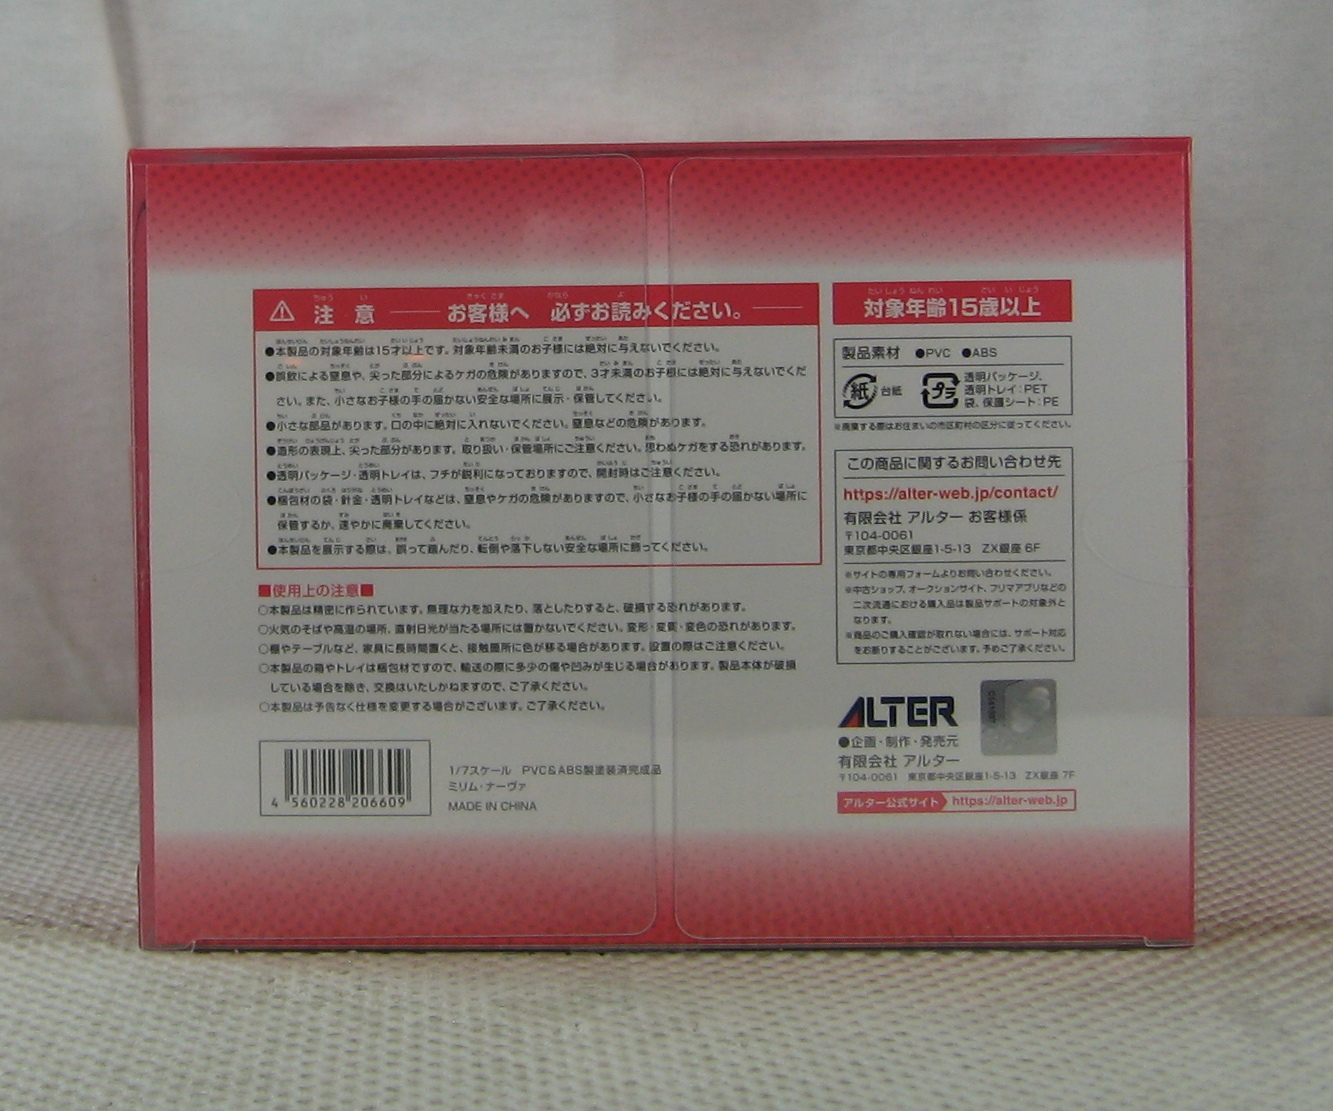 注 意 お客様へ 必ずお読みください。
●本製品の対象年齢は15才以上です。対象年齢未満のお子様には絶対に与えないでください。
●誤飲による窒息や、尖った部分によるケガの危険がありますので、3才未満のお子様には絶対に与えないでくだ
さい。また、小さなお子様の手の届かない安全な場所に展示・保管してください。
●小さな部品があります。口の中に絶対に入れないでください。窒息などの危険があります。
●造形の表現上、尖った部分があります。取り扱い・保管場所にご注意ください。思わぬケガをする恐れがあります。
●透明パッケージ・透明トレイは、フチが鋭利になっておりますので、開封時はご注意ください。
●梱包材の袋・針金・透明トレイなどは、窒息やケガの危険がありますので、小さなお子様の手の届かない場所に
保管するか、速やかに廃棄してください。
●本製品を展示する際は、誤って踏んだり、転倒や落下しない安全な場所に飾ってください。
■使用上の注意■
○本製品は精密に作られています。無理な力を加えたり、落としたりすると、破損する恐れがあります。
○火気のそばや高温の場所、直射日光が当たる場所には置かないでください。変形・変質・変色の恐れがあります。
○棚やテーブルなど、家具に長時間置くと、接触箇所に色が移る場合があります。設置の際はご注意ください。
○本製品の箱やトレイは梱包材ですので、輸送の際に多少の傷や凹みが生じる場合があります。製品本体が破損
している場合を除き、交換はいたしかねますので、ご了承ください。
○本製品は予告なく仕様を変更する場合がございます。ご了承ください。
4 560228 206609
1/7スケール PVC&ABS製塗装済完成品
ミリム・ナーヴァ
MADE IN CHINA
対象年齢15歳以上
製品素材 ●PVC ●ABS
紙 台紙
プラ 透明パッケージ、
透明トレイ：PET
袋、保護シート：PE
※廃棄する際はお住まいの市区町村の区分に従ってください。
この商品に関するお問い合わせ先
https://alter-web.jp/contact/
有限会社 アルター お客様係
〒104-0061
東京都中央区銀座1-5-13 ZX銀座 6F
※サイトの専用フォームよりお問い合わせください。
※中古ショップ、オークションサイト、フリマアプリなどの
二次流通における購入品は製品サポートの対象外と
なります。
※商品のご購入確認が取れない場合には、サポート対応
をお断りすることがございます。予めご了承ください。
ALTER
●企画・制作・発売元
有限会社 アルター
〒104-0061 東京都中央区銀座1-5-13 ZX銀座 7F
アルター公式サイト https://alter-web.jp